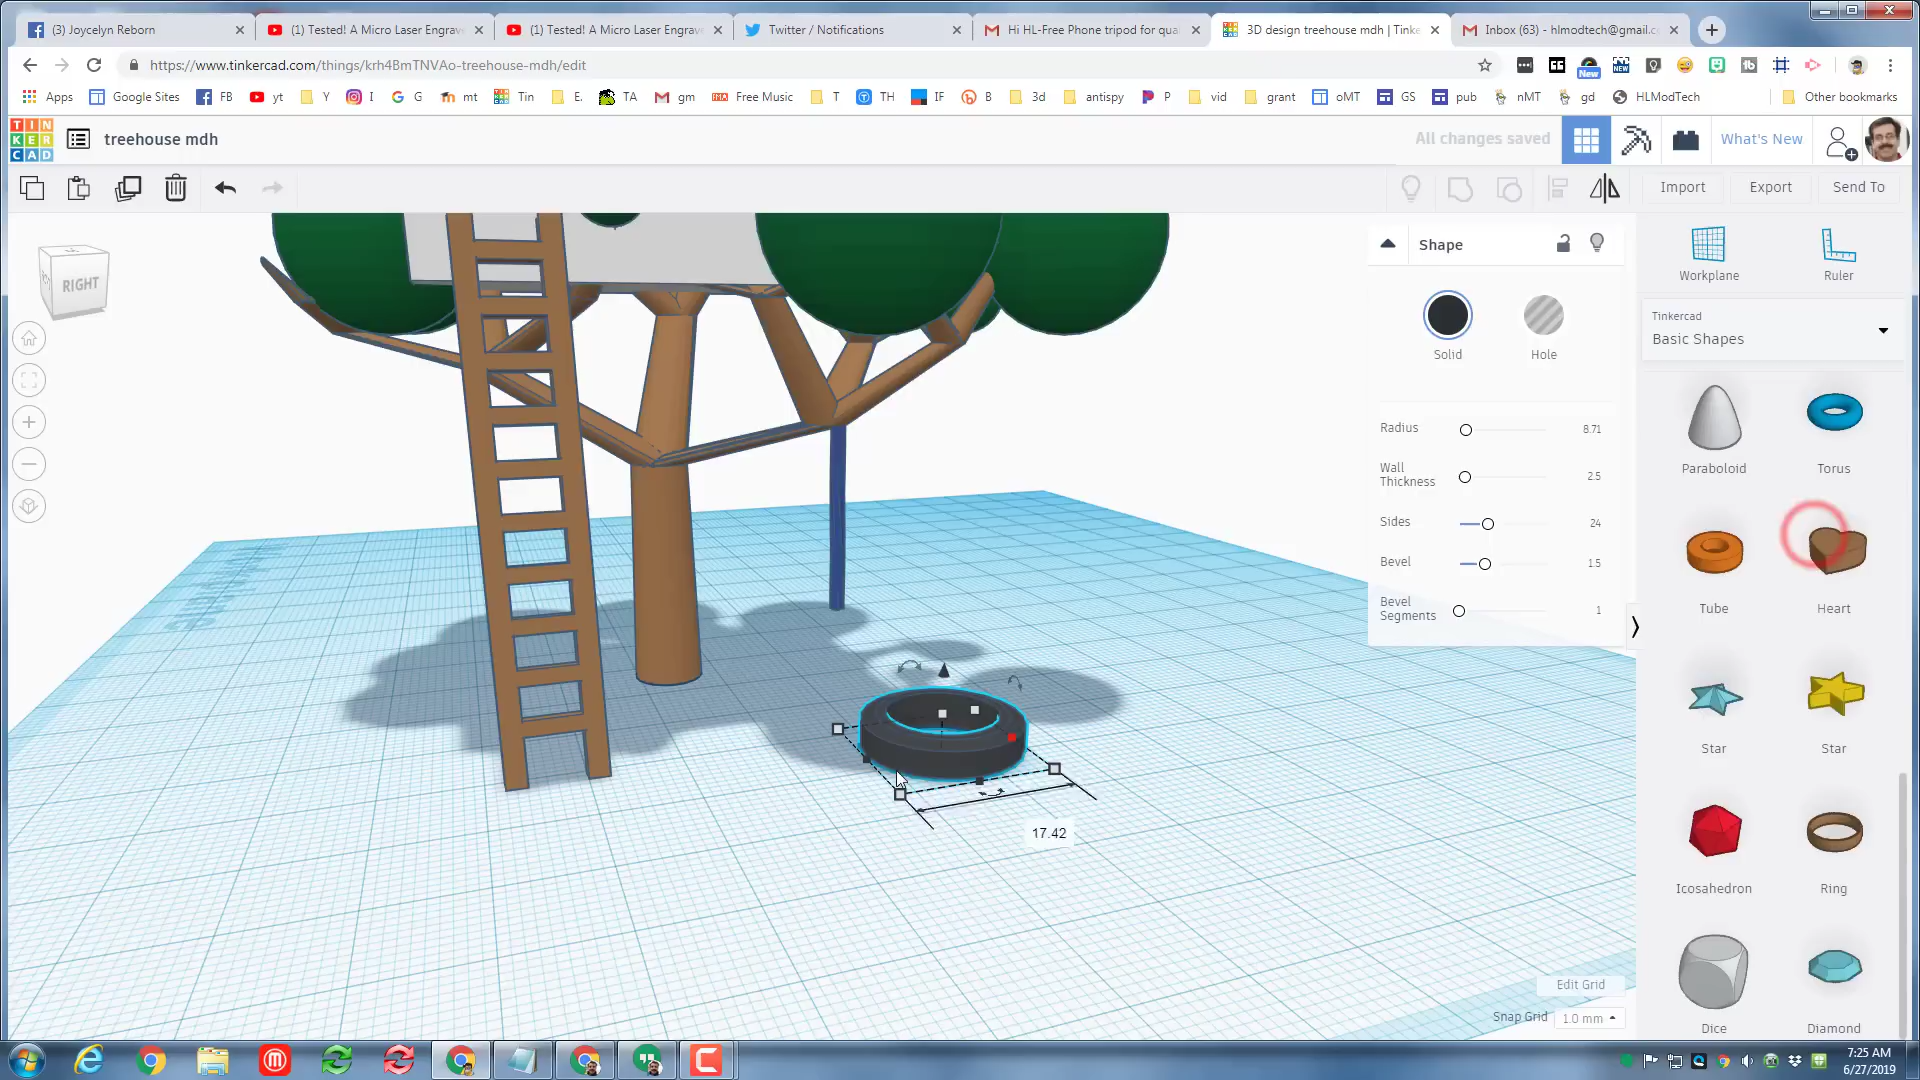 (3) Joycelyn Reborn
(1) Tested! A Micro Laser Engrave
(1) Tested! A Micro Laser Engrave
Twitter / Notifications
Hi HL-Free Phone tripod for qua
3D design treehouse mdh | Tinke
Inbox (63) - hlmodtech@gmail.c
https://www.tinkercad.com/things/krh4BmTNVAo-treehouse-mdh/edit
New
NEW
Apps
Google Sites
FB
yt
Y
I
G
mt
Tin
E.
TA
gm
Free Music
T
TH
IF
B
3d
antispy
P
vid
grant
oMT
GS
pub
nMT
gd
HLModTech
Other bookmarks
TIN
KER
CAD
treehouse mdh
All changes saved
What's New
Import
Export
Send To
RIGHT
Shape
Solid
Hole
Radius
8.71
Wall
Thickness
2.5
Sides
24
Bevel
1.5
Bevel
Segments
1
Workplane
Ruler
Tinkercad
Basic Shapes
Paraboloid
Torus
Tube
Heart
Star
Star
Icosahedron
Ring
Dice
Diamond
17.42
Edit Grid
Snap Grid
1.0 mm
7:25 AM
6/27/2019